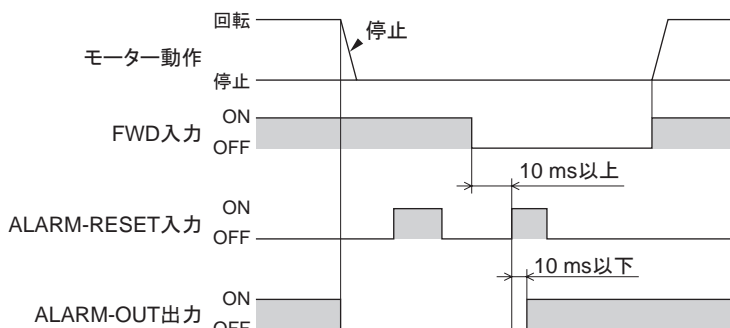 回転
停止
モーター動作
停止
ON
FWD入力
OFF
10 ms以上
ON
ALARM-RESET入力
OFF
10 ms以下
ON
ALARM-OUT出力
OFF